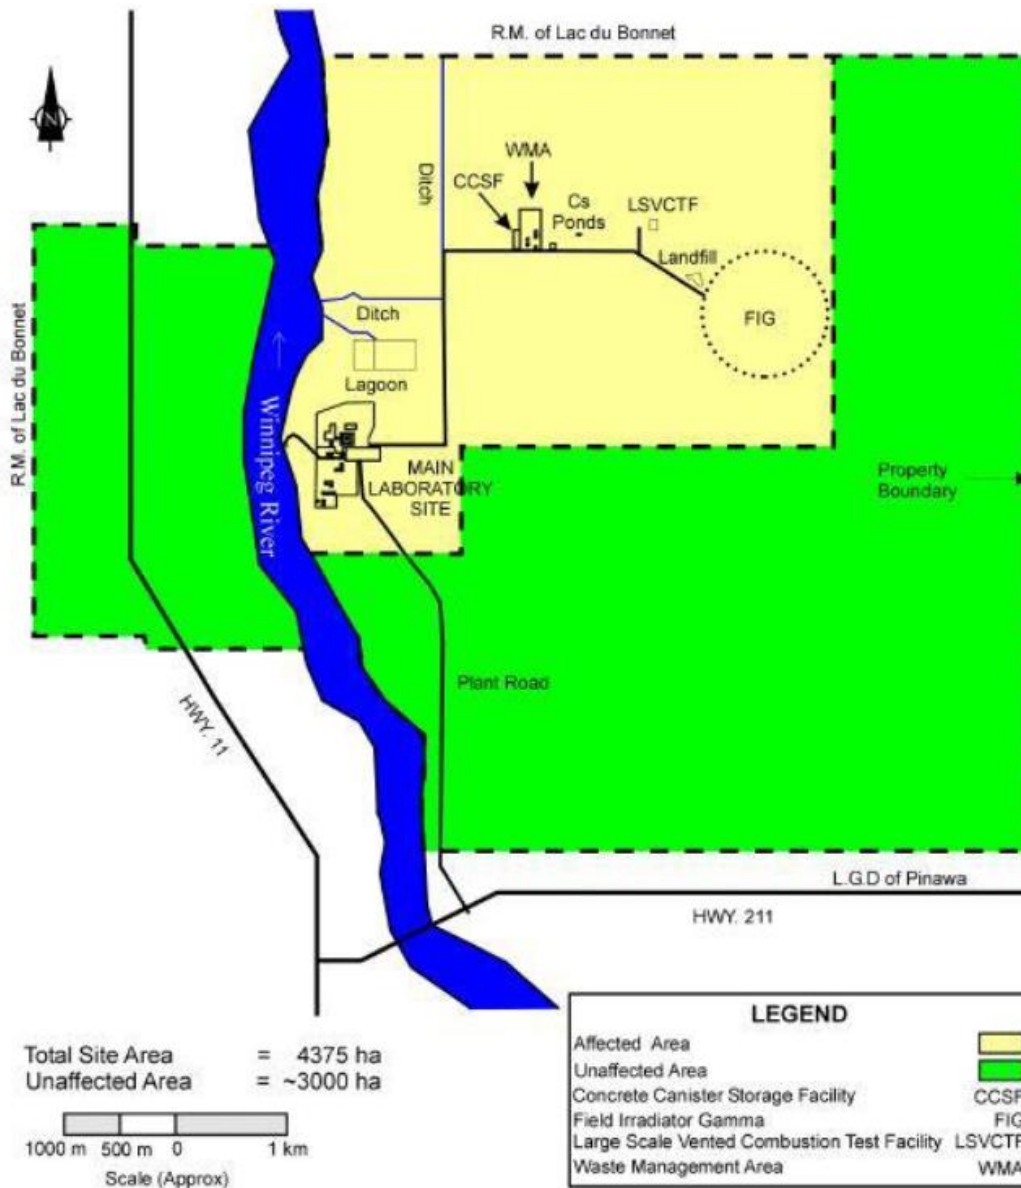 R.M. of Lac du Bonnet
N
WMA
CCSF
Ditch
Cs
Ponds
LSVCTF
Landfill
FIG
Ditch
Lagoon
R.M. of Lac du Bonnet
Winnipeg River
→
MAIN
LABORATORY
SITE
Property
Boundary
Plant Road
HWY. 11
L.G.D of Pinawa
HWY. 211
Total Site Area = 4375 ha
Unaffected Area = ~3000 ha
1000 m 500 m 0 1 km
Scale (Approx)
LEGEND
Affected Area
Unaffected Area
Concrete Canister Storage Facility CCSF
Field Irradiator Gamma FIG
Large Scale Vented Combustion Test Facility LSVCTF
Waste Management Area WMA